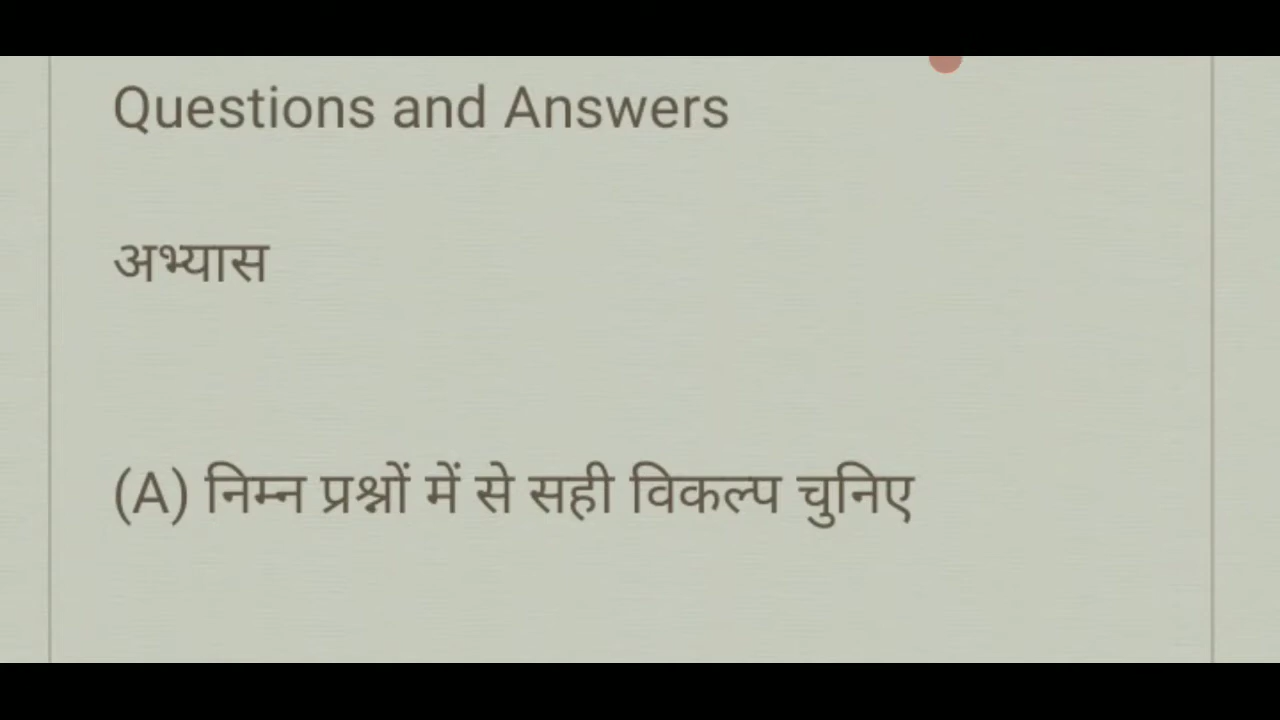 Questions and Answers
अभ्यास
(A) निम्न प्रश्नों में से सही विकल्प चुनिए